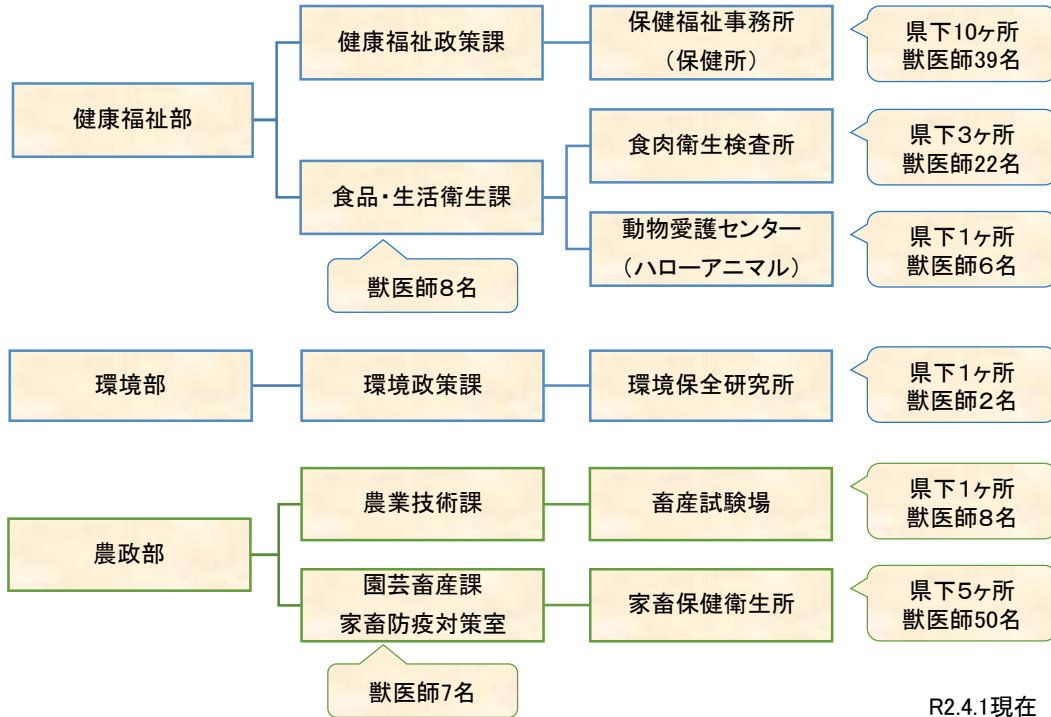 健康福祉部
健康福祉政策課
保健福祉事務所
（保健所）
県下10ヶ所
獣医師39名
食品・生活衛生課
獣医師８名
食肉衛生検査所
県下３ヶ所
獣医師22名
動物愛護センター
（ハローアニマル）
県下１ヶ所
獣医師６名
環境部
環境政策課
環境保全研究所
県下１ヶ所
獣医師２名
農政部
農業技術課
畜産試験場
県下１ヶ所
獣医師８名
園芸畜産課
家畜防疫対策室
獣医師7名
家畜保健衛生所
県下５ヶ所
獣医師50名
R2.4.1現在